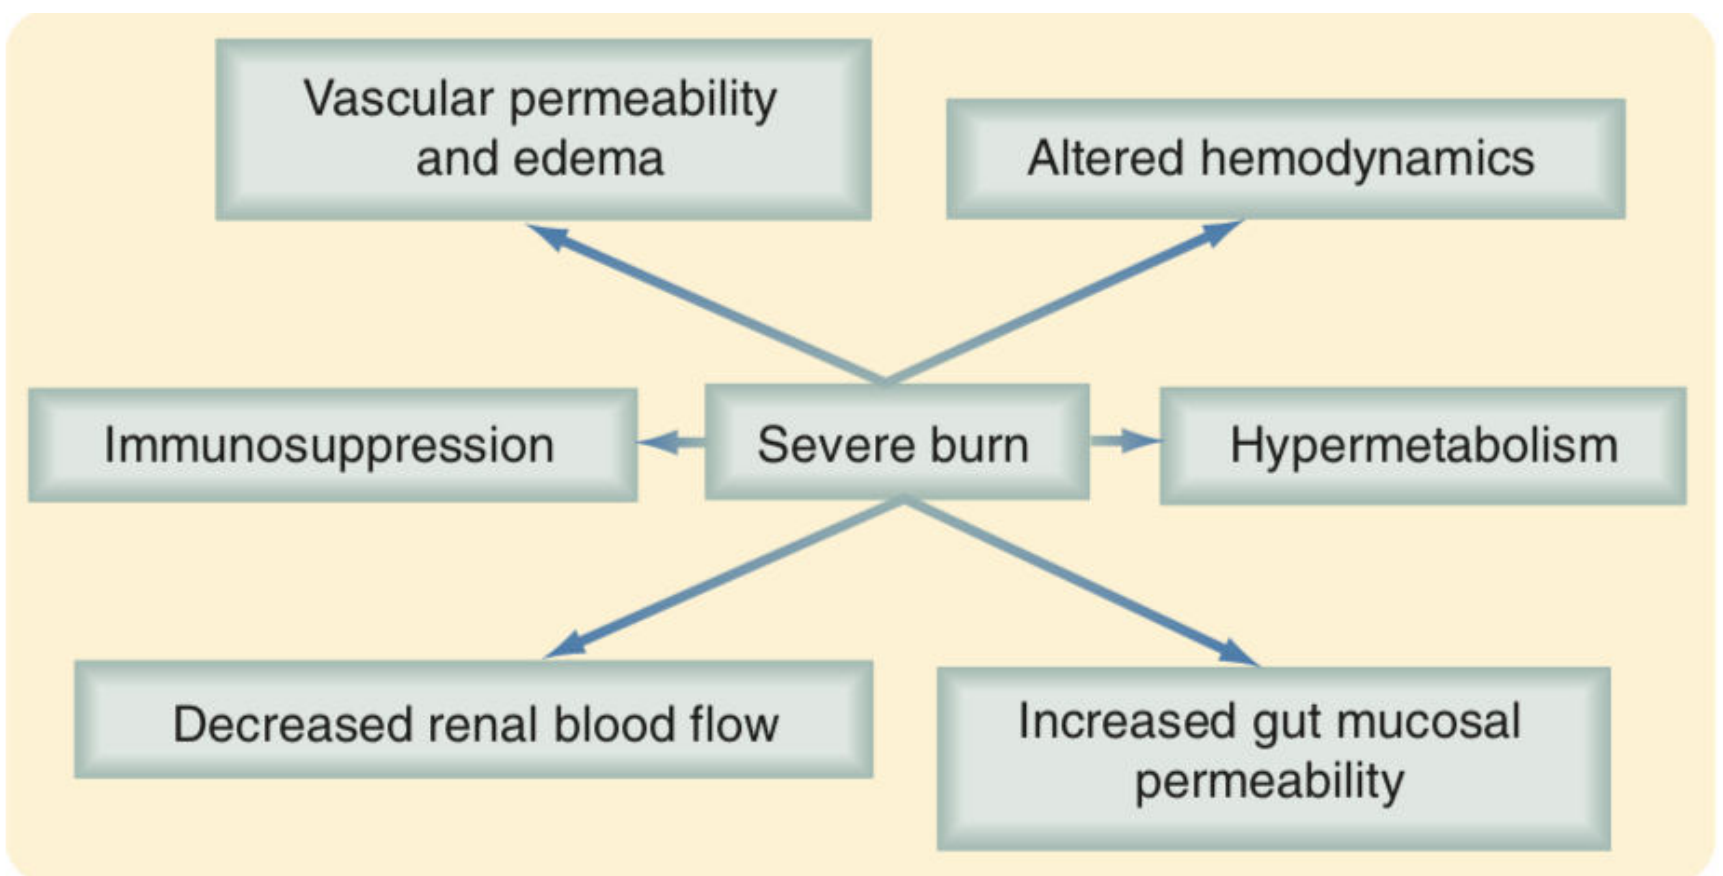 Vascular permeability
and edema
Altered hemodynamics
Immunosuppression
Severe burn
Hypermetabolism
Decreased renal blood flow
Increased gut mucosal
permeability